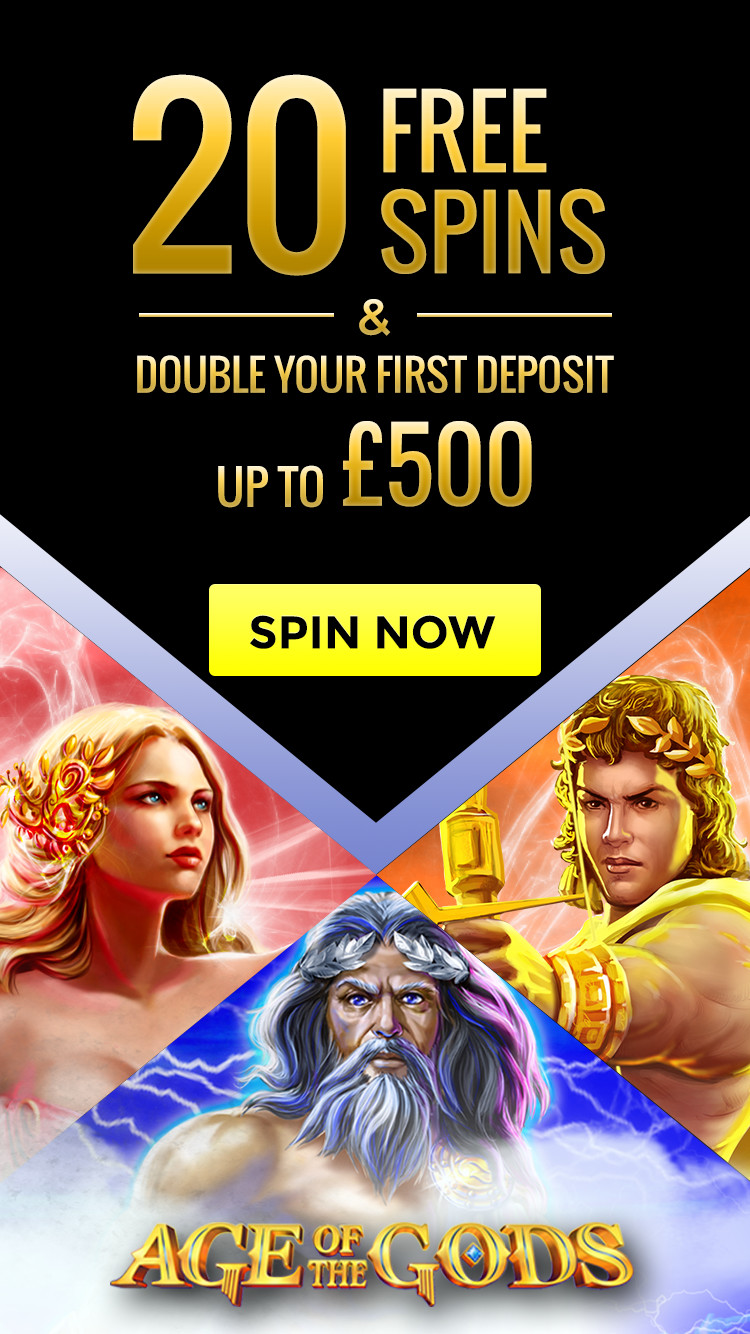 20 FREE
SPINS
&
DOUBLE YOUR FIRST DEPOSIT
UP TO £500
SPIN NOW
AGE OF THE GODS